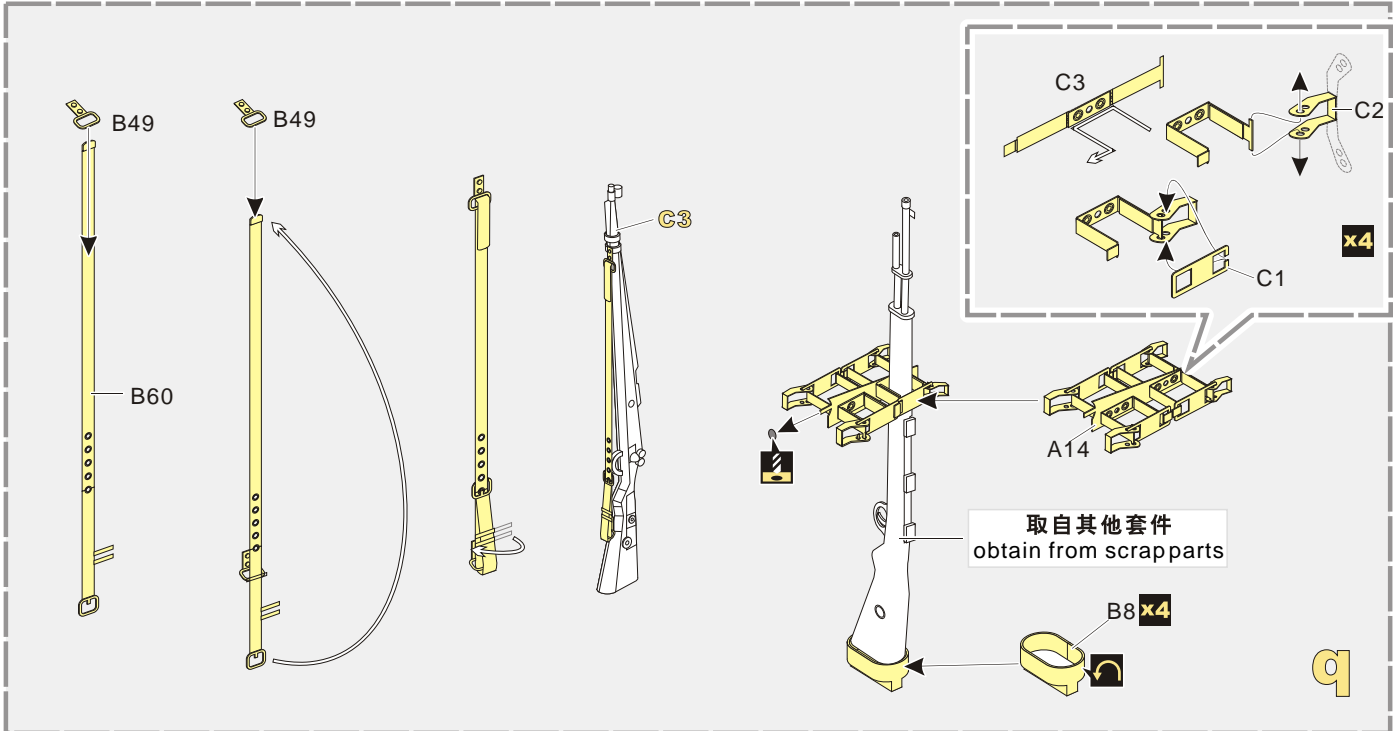 B49
B49
B60
C3
C3
C2
C1
x4
A14
取自其他套件
obtain from scrap parts
B8 x4
q